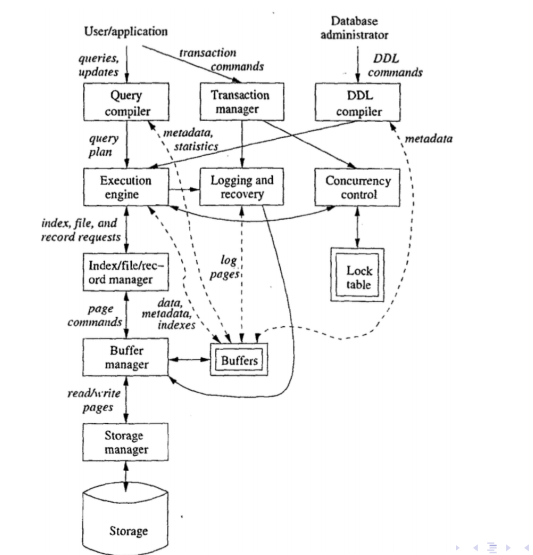 User/application
Database
administrator
queries,
updates
transaction
commands
DDL
commands
Query
compiler
Transaction
manager
DDL
compiler
query
plan
metadata,
statistics
metadata
Execution
engine
Logging and
recovery
Concurrency
control
index, file, and
record requests
Index/file/rec-
ord manager
log
pages
Lock
table
page
commands
data,
metadata,
indexes
Buffer
manager
Buffers
read/write
pages
Storage
manager
Storage